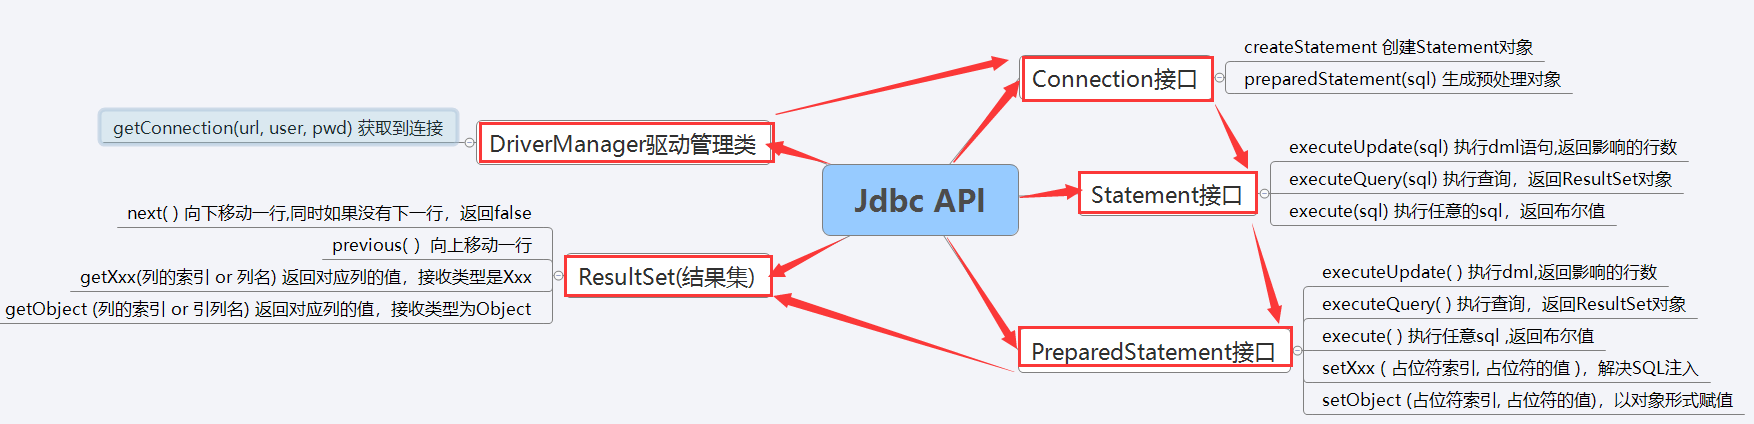 Jdbc APl
DriverManager驱动管理类
getConnection(url, user, pwd) 获取到连接
ResultSet(结果集)
next( ) 向下移动一行,同时如果没有下一行，返回false
previous( ) 向上移动一行
getXxx(列的索引 or 列名) 返回对应列的值，接收类型是Xxx
getObject (列的索引 or 引列名) 返回对应列的值，接收类型为Object
Connection接口
createStatement 创建Statement对象
preparedStatement(sql) 生成预处理对象
Statement接口
executeUpdate(sql) 执行dml语句,返回影响的行数
executeQuery(sql) 执行查询，返回ResultSet对象
execute(sql) 执行任意的sql，返回布尔值
PreparedStatement接口
executeUpdate( ) 执行dml,返回影响的行数
executeQuery( ) 执行查询，返回ResultSet对象
execute( ) 执行任意sql ,返回布尔值
setXxx ( 占位符索引, 占位符的值 )，解决SQL注入
setObject (占位符索引, 占位符的值)，以对象形式赋值